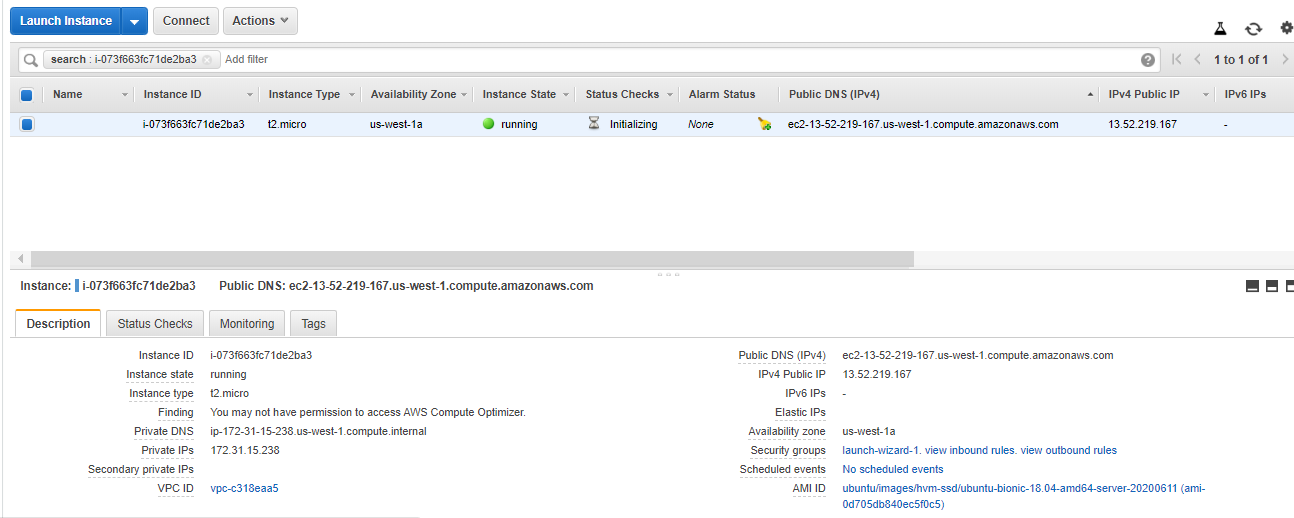 Launch Instance Connect Actions
search : i-073f663fc71de2ba3 Add filter 1 to 1 of 1
Name Instance ID Instance Type Availability Zone Instance State Status Checks Alarm Status Public DNS (IPv4) IPv4 Public IP IPv6 IPs
i-073f663fc71de2ba3 t2.micro us-west-1a running Initializing None ec2-13-52-219-167.us-west-1.compute.amazonaws.com 13.52.219.167 -
Instance: i-073f663fc71de2ba3 Public DNS: ec2-13-52-219-167.us-west-1.compute.amazonaws.com
Description Status Checks Monitoring Tags
Instance ID i-073f663fc71de2ba3 Public DNS (IPv4) ec2-13-52-219-167.us-west-1.compute.amazonaws.com
Instance state running IPv4 Public IP 13.52.219.167
Instance type t2.micro IPv6 IPs -
Finding You may not have permission to access AWS Compute Optimizer. Elastic IPs
Private DNS ip-172-31-15-238.us-west-1.compute.internal Availability zone us-west-1a
Private IPs 172.31.15.238 Security groups launch-wizard-1. view inbound rules. view outbound rules
Secondary private IPs Scheduled events No scheduled events
VPC ID vpc-c318eaa5 AMI ID ubuntu/images/hvm-ssd/ubuntu-bionic-18.04-amd64-server-20200611 (ami-
0d705db840ec5f0c5)